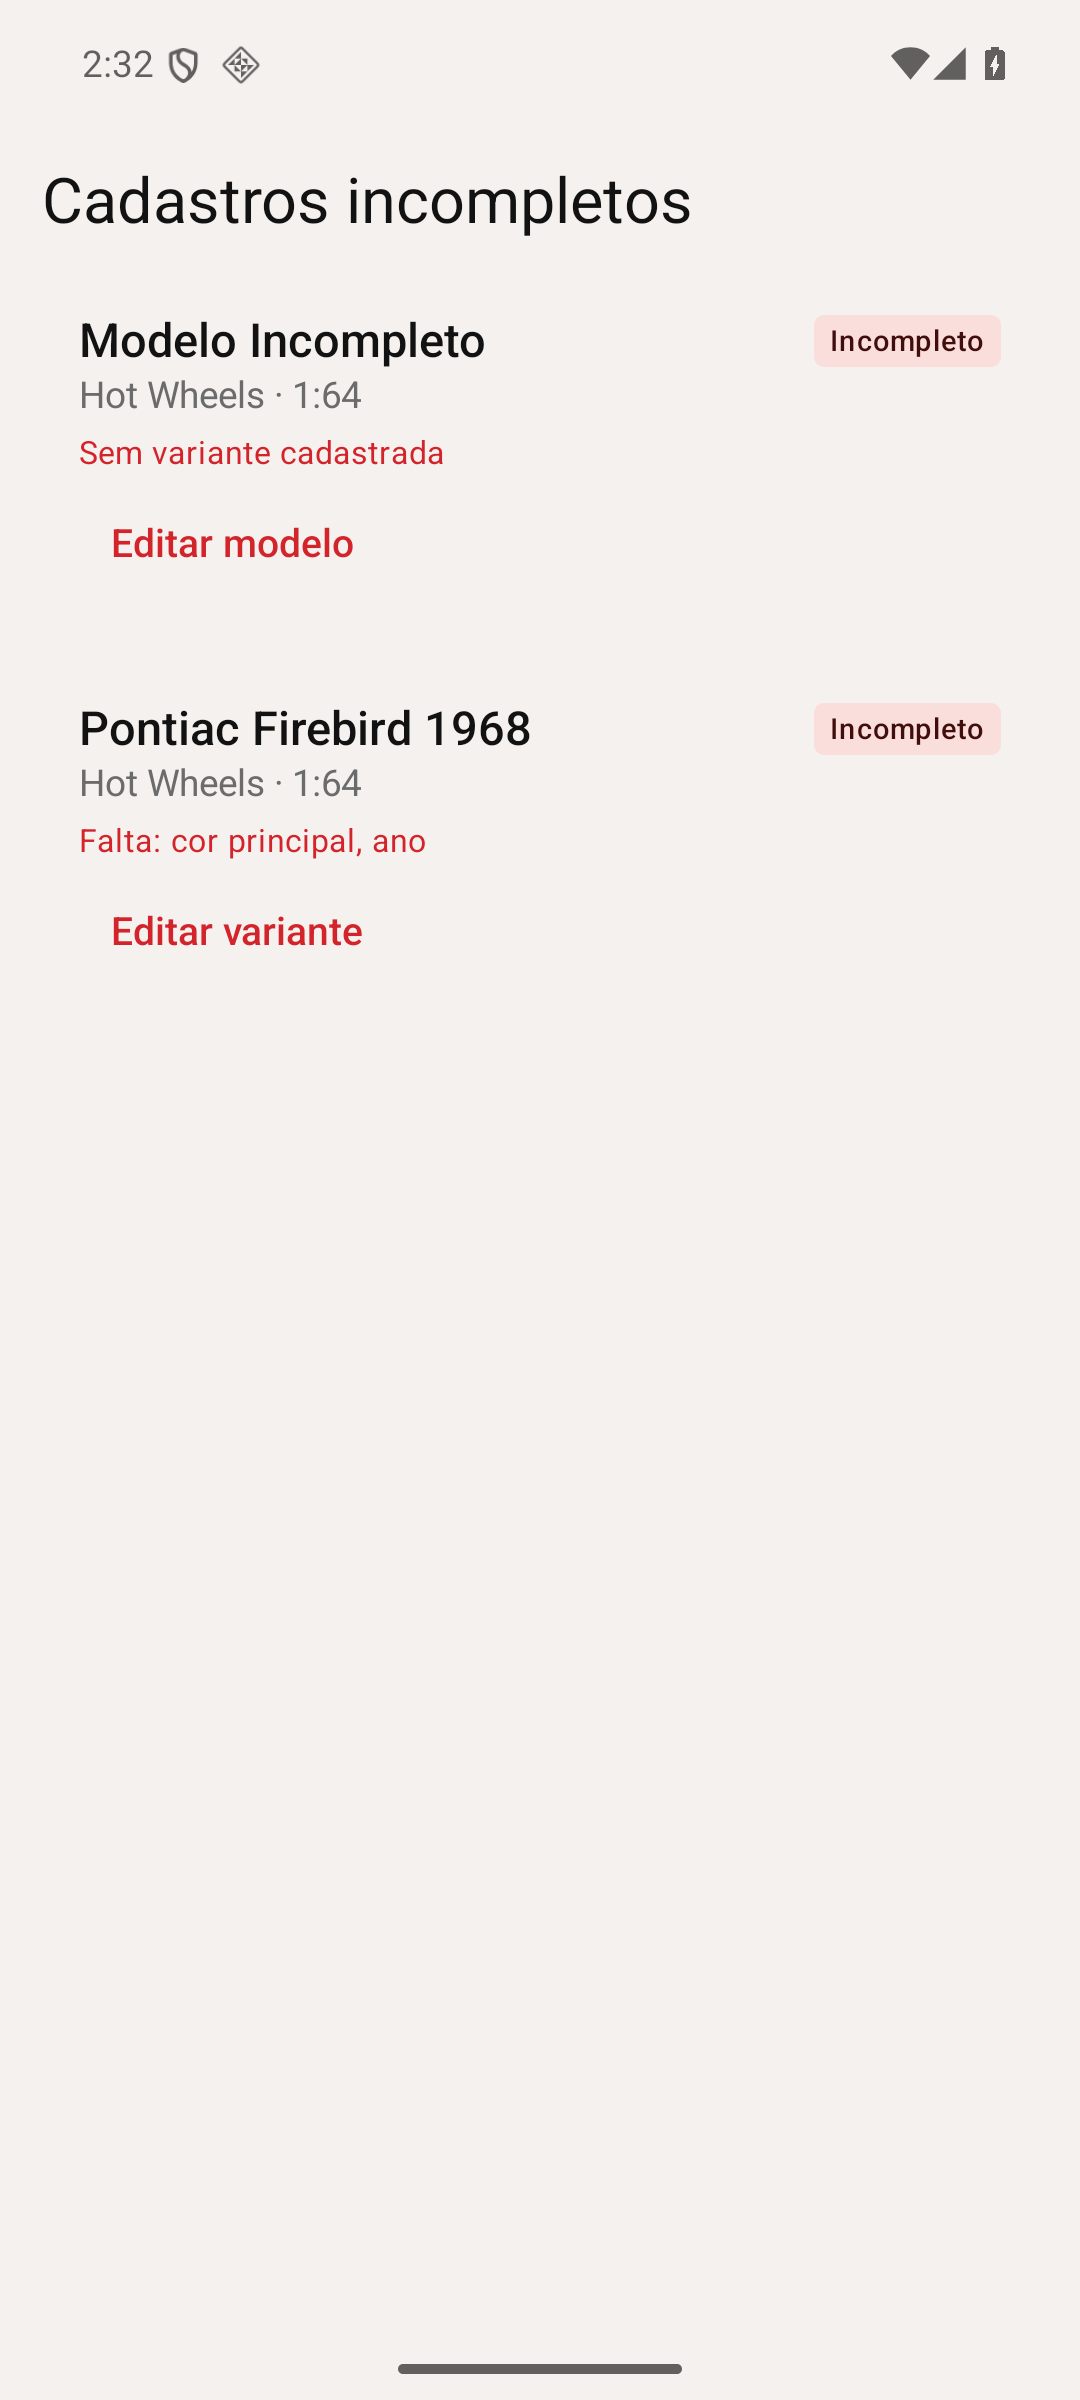 2:32
Cadastros incompletos
Modelo Incompleto
Incompleto
Hot Wheels · 1:64
Sem variante cadastrada
Editar modelo
Pontiac Firebird 1968
Incompleto
Hot Wheels · 1:64
Falta: cor principal, ano
Editar variante